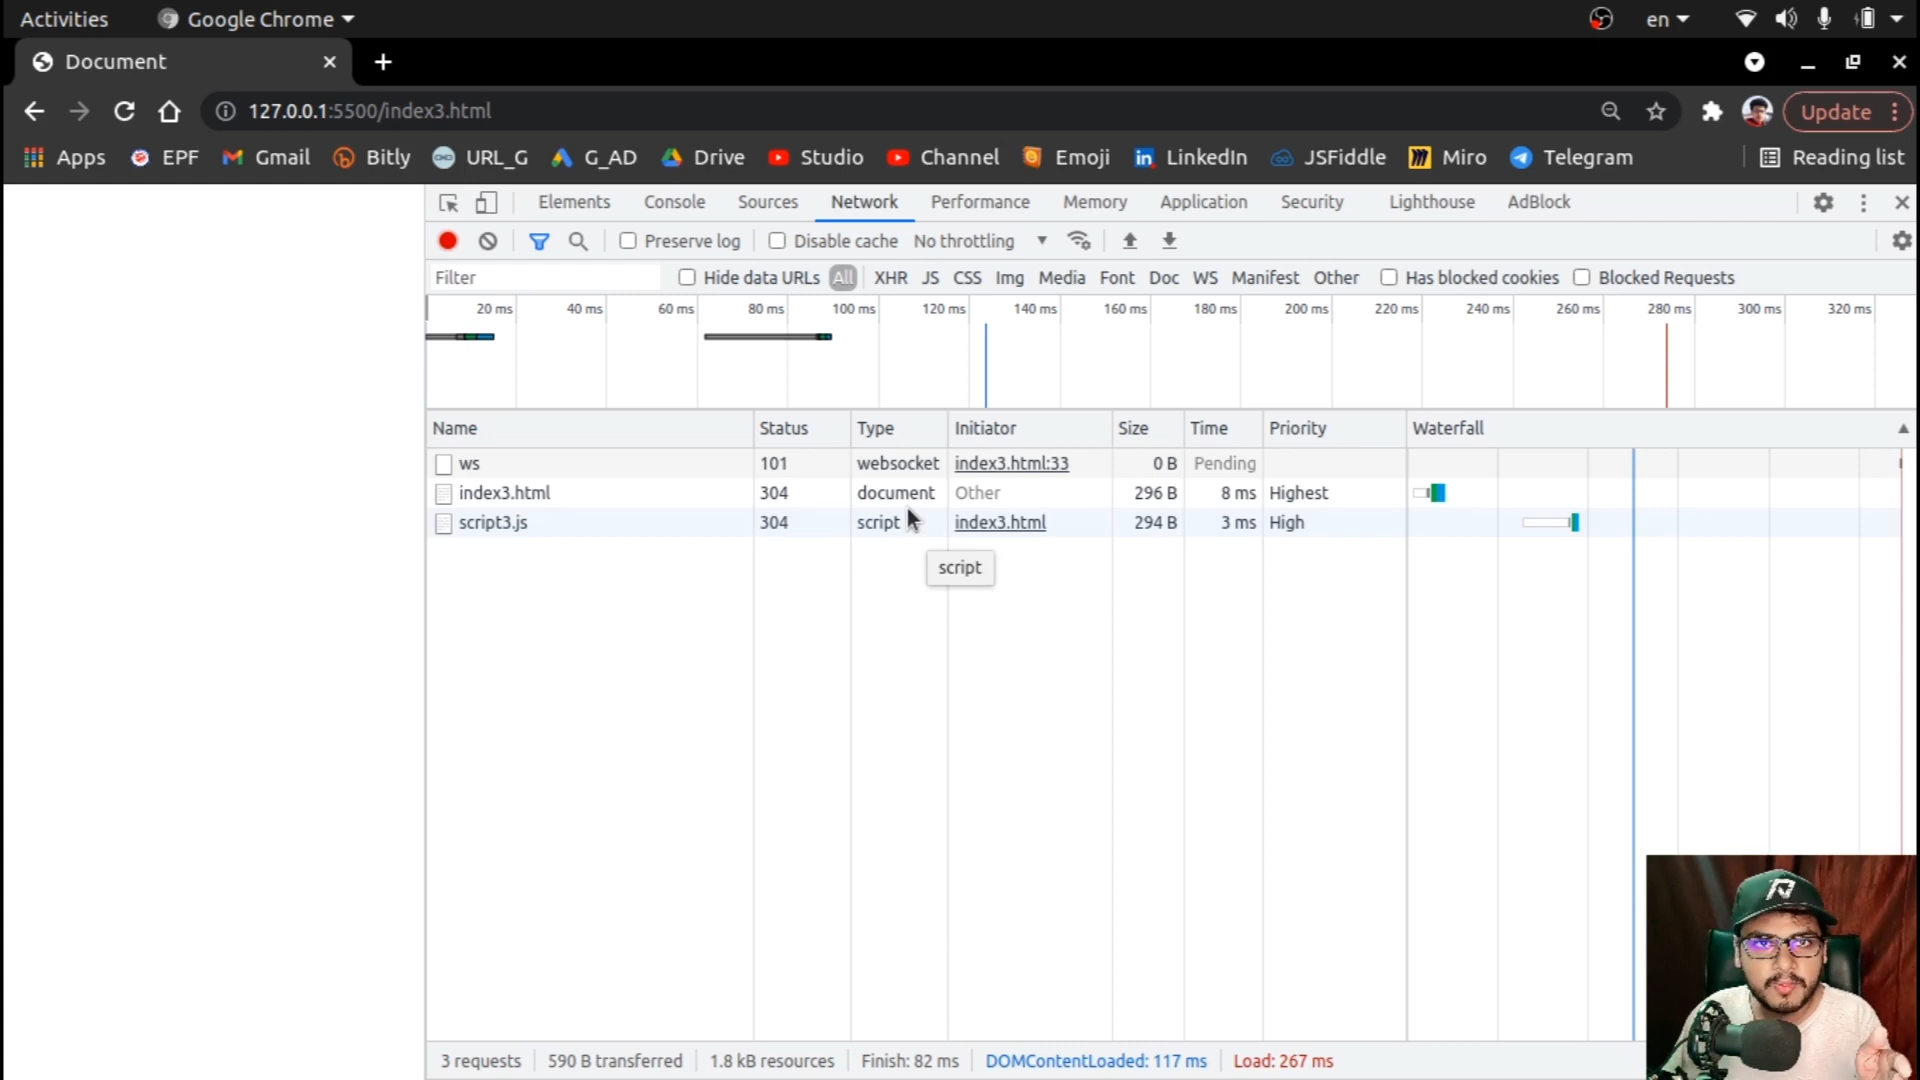 Activities Google Chrome en
Document
127.0.0.1:5500/index3.html Update
Apps EPF Gmail Bitly URL_G G_AD Drive Studio Channel Emoji LinkedIn JSFiddle Miro Telegram Reading list
Elements Console Sources Network Performance Memory Application Security Lighthouse AdBlock
Preserve log Disable cache No throttling
Filter Hide data URLs All XHR JS CSS Img Media Font Doc WS Manifest Other Has blocked cookies Blocked Requests
20 ms 40 ms 60 ms 80 ms 100 ms 120 ms 140 ms 160 ms 180 ms 200 ms 220 ms 240 ms 260 ms 280 ms 300 ms 320 ms
Name Status Type Initiator Size Time Priority Waterfall
ws 101 websocket index3.html:33 0 B Pending
index3.html 304 document Other 296 B 8 ms Highest
script3.js 304 script index3.html 294 B 3 ms High
script
3 requests 590 B transferred 1.8 kB resources Finish: 82 ms DOMContentLoaded: 117 ms Load: 267 ms